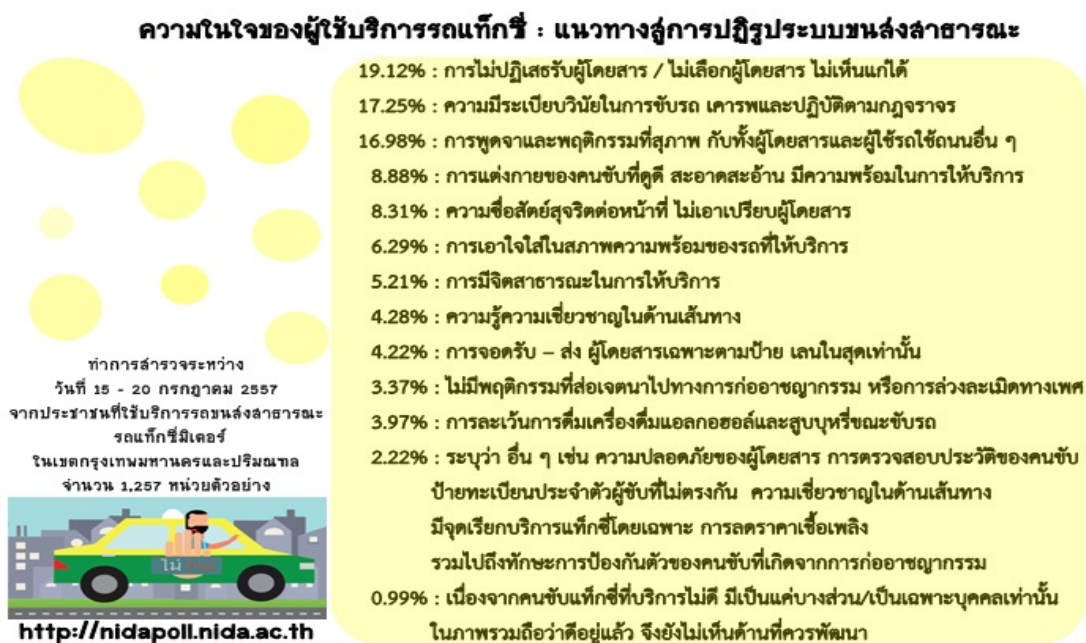 ความในใจของผู้ใช้บริการรถแท็กซี่ : แนวทางสู่การปฏิรูประบบขนส่งสาธารณะ
19.12% : การไม่ปฏิเสธรับผู้โดยสาร / ไม่เลือกผู้โดยสาร ไม่เห็นแก่ได้
17.25% : ความมีระเบียบวินัยในการขับรถ เคารพและปฏิบัติตามกฎจราจร
16.98% : การพูดจาและพฤติกรรมที่สุภาพ กับทั้งผู้โดยสารและผู้ใช้รถใช้ถนนอื่น ๆ
8.88% : การแต่งกายของคนขับที่ดูดี สะอาดสะอ้าน มีความพร้อมในการให้บริการ
8.31% : ความซื่อสัตย์สุจริตต่อหน้าที่ ไม่เอาเปรียบผู้โดยสาร
6.29% : การเอาใจใส่ในสภาพความพร้อมของรถที่ให้บริการ
5.21% : การมีจิตสาธารณะในการให้บริการ
4.28% : ความรู้ความเชี่ยวชาญในด้านเส้นทาง
4.22% : การจอดรับ – ส่ง ผู้โดยสารเฉพาะตามป้าย เลนในสุดเท่านั้น
3.37% : ไม่มีพฤติกรรมที่ส่อเจตนาไปทางการก่ออาชญากรรม หรือการล่วงละเมิดทางเพศ
3.97% : การละเว้นการดื่มเครื่องดื่มแอลกอฮอล์และสูบบุหรี่ขณะขับรถ
2.22% : ระบุว่า อื่น ๆ เช่น ความปลอดภัยของผู้โดยสาร การตรวจสอบประวัติของคนขับ
ป้ายทะเบียนประจำตัวผู้ขับที่ไม่ตรงกัน ความเชี่ยวชาญในด้านเส้นทาง
มีจุดเรียกบริการแท็กซี่โดยเฉพาะ การลดราคาเชื้อเพลิง
รวมไปถึงทักษะการป้องกันตัวของคนขับที่เกิดจากการก่ออาชญากรรม
0.99% : เนื่องจากคนขับแท็กซี่ที่บริการไม่ดี มีเป็นแค่บางส่วน/เป็นเฉพาะบุคคลเท่านั้น
ในภาพรวมถือว่าดีอยู่แล้ว จึงยังไม่เห็นด้านที่ควรพัฒนา
ทำการสำรวจระหว่าง
วันที่ 15 - 20 กรกฎาคม 2557
จากประชาชนที่ใช้บริการรถขนส่งสาธารณะ
รถแท็กซี่มิเตอร์
ในเขตกรุงเทพมหานครและปริมณฑล
จำนวน 1,257 หน่วยตัวอย่าง
ไม่
http://nidapoll.nida.ac.th